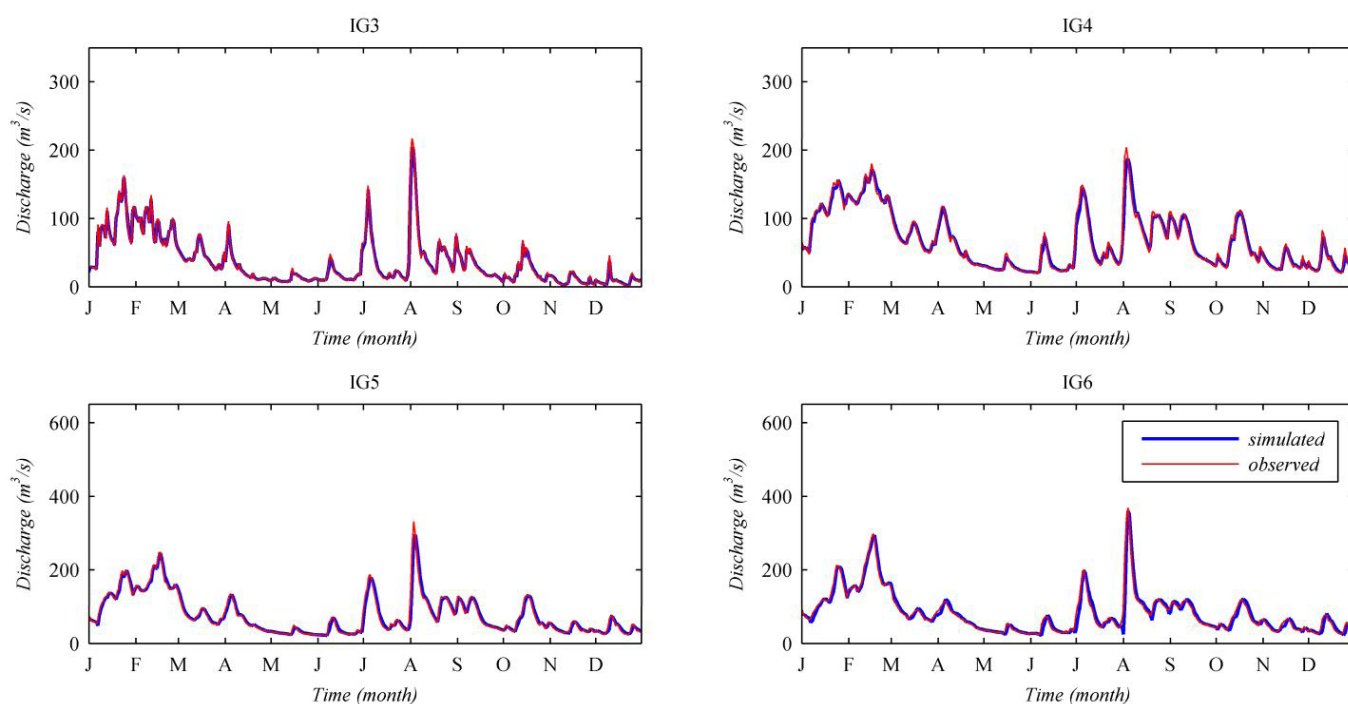 IG3
Discharge (m³/s)
300
200
100
0
J F M A M J J A S O N D
Time (month)
IG4
Discharge (m³/s)
300
200
100
0
J F M A M J J A S O N D
Time (month)
IG5
Discharge (m³/s)
600
400
200
0
J F M A M J J A S O N D
Time (month)
IG6
Discharge (m³/s)
600
400
200
0
J F M A M J J A S O N D
Time (month)
simulated
observed